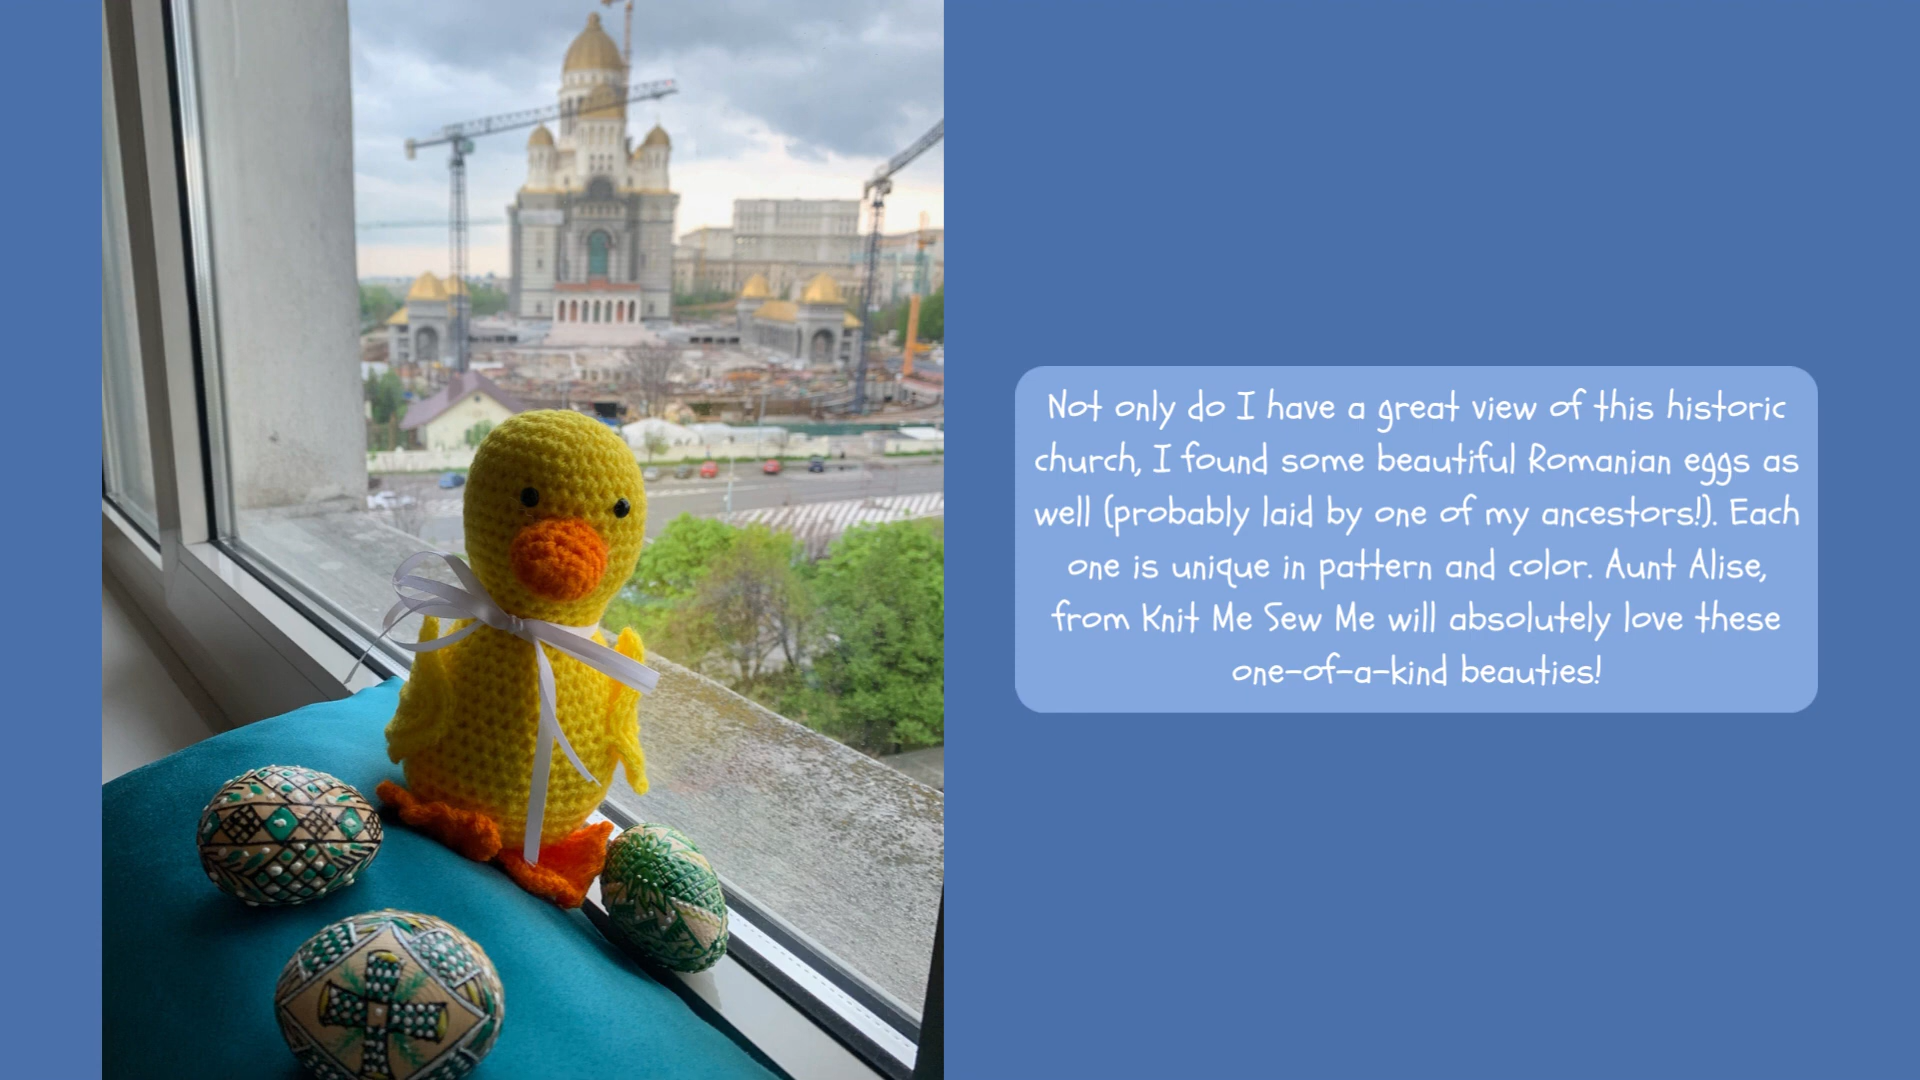 Not only do I have a great view of this historic
church, I found some beautiful Romanian eggs as
well (probably laid by one of my ancestors!). Each
one is unique in pattern and color. Aunt Alise,
from Knit Me Sew Me will absolutely love these
one-of-a-kind beauties!